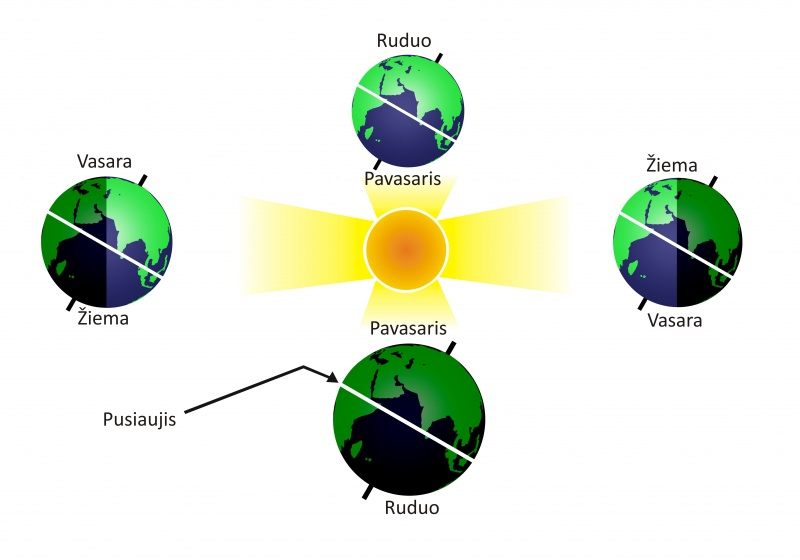 Ruduo
Pavasaris
Vasara
Žiema
Žiema
Vasara
Pavasaris
Pusiaujis
Ruduo